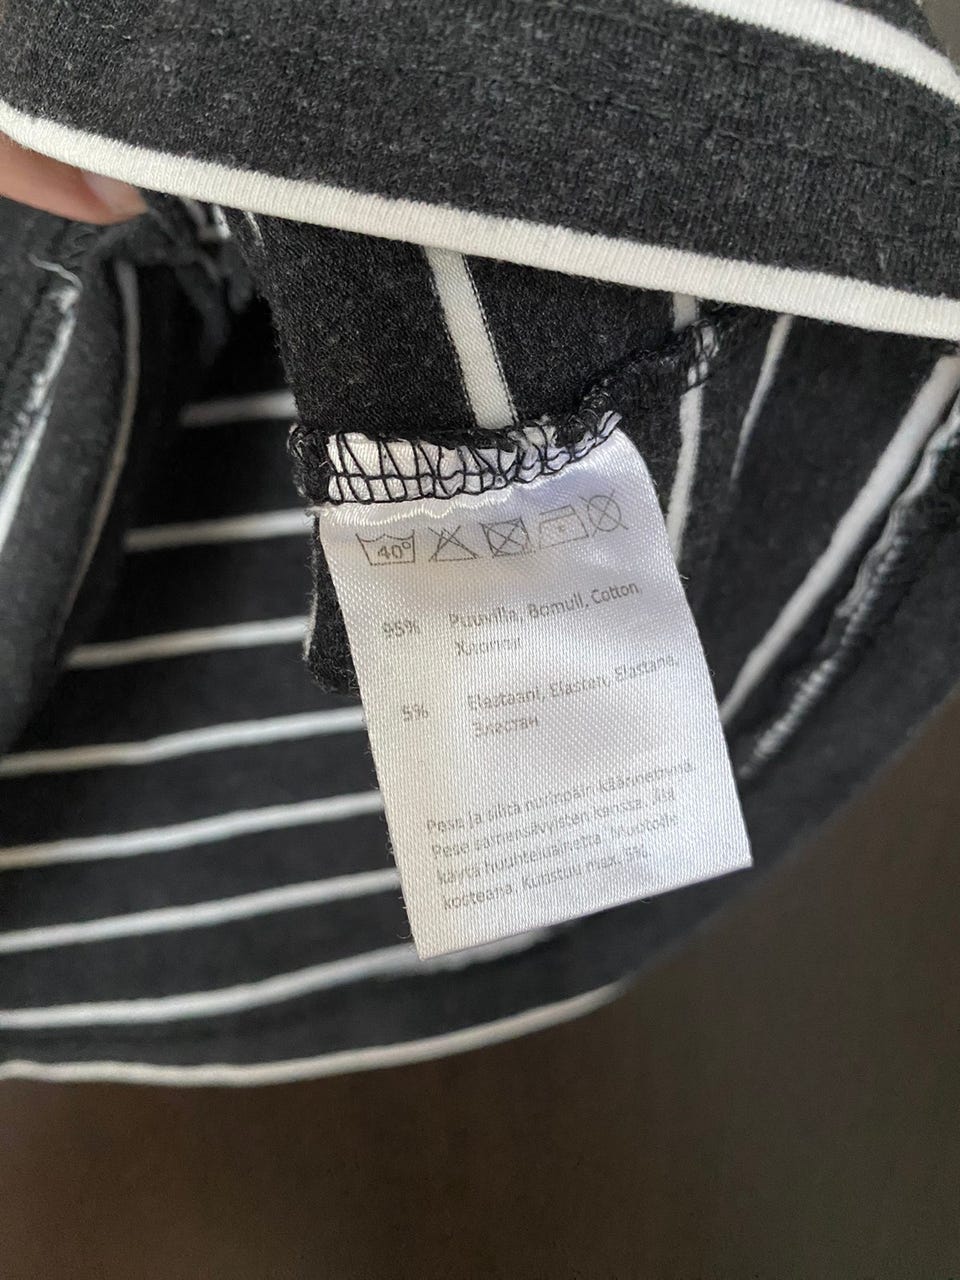 40°
95% Puuvilla, Bomull, Cotton
Хлопок
5% Elastaani, Elastan, Elastane,
Эластан
Pese ja silitä nurinpäin käännettynä.
Pese samansävyisten kanssa. Älä
käytä huuhteluainetta. Muotoile
kosteana. Kutistuu max. 5%.